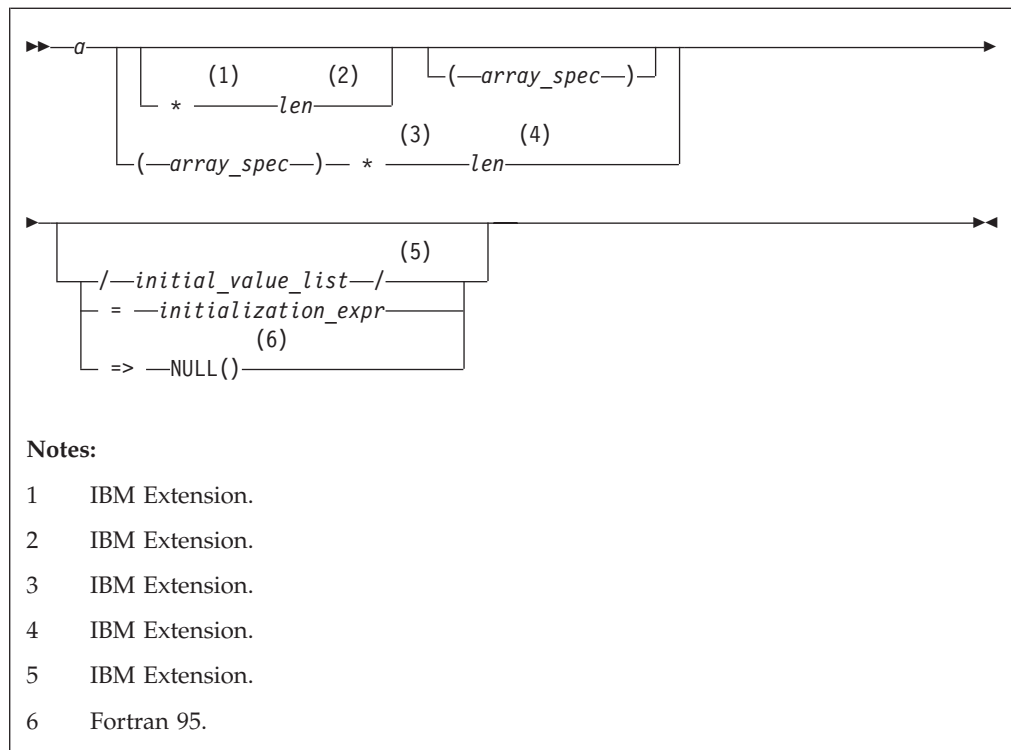 a
( array_spec )
(1) (2)
* len
(3) (4)
( array_spec ) * len
(5)
/ initial_value_list /
= initialization_expr
(6)
=> NULL()
Notes:
1 IBM Extension.
2 IBM Extension.
3 IBM Extension.
4 IBM Extension.
5 IBM Extension.
6 Fortran 95.